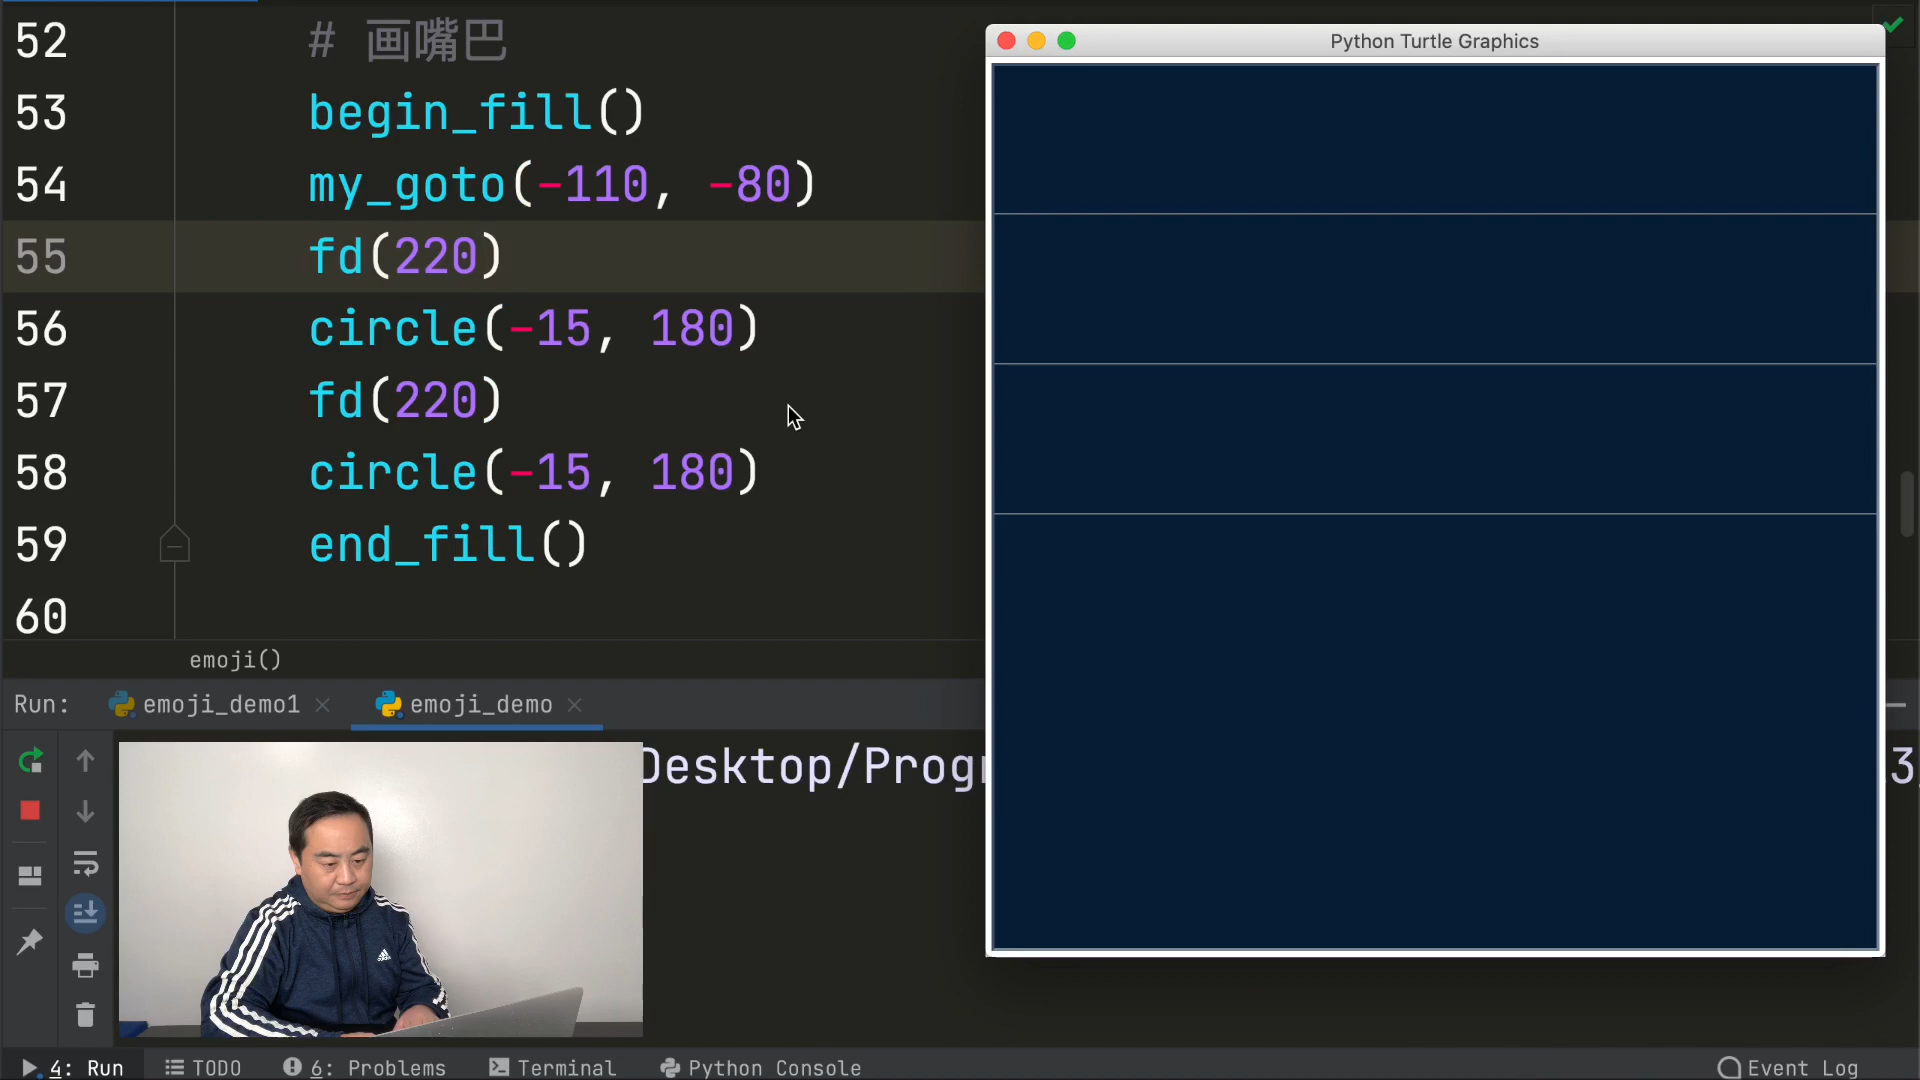 52 # 画嘴巴
53 begin_fill()
54 my_goto(-110, -80)
55 fd(220)
56 circle(-15, 180)
57 fd(220)
58 circle(-15, 180)
59 end_fill()
60
emoji()
Python Turtle Graphics
Run: emoji_demo1 emoji_demo
Desktop/Progr
3
4: Run TODO 6: Problems Terminal Python Console Event Log